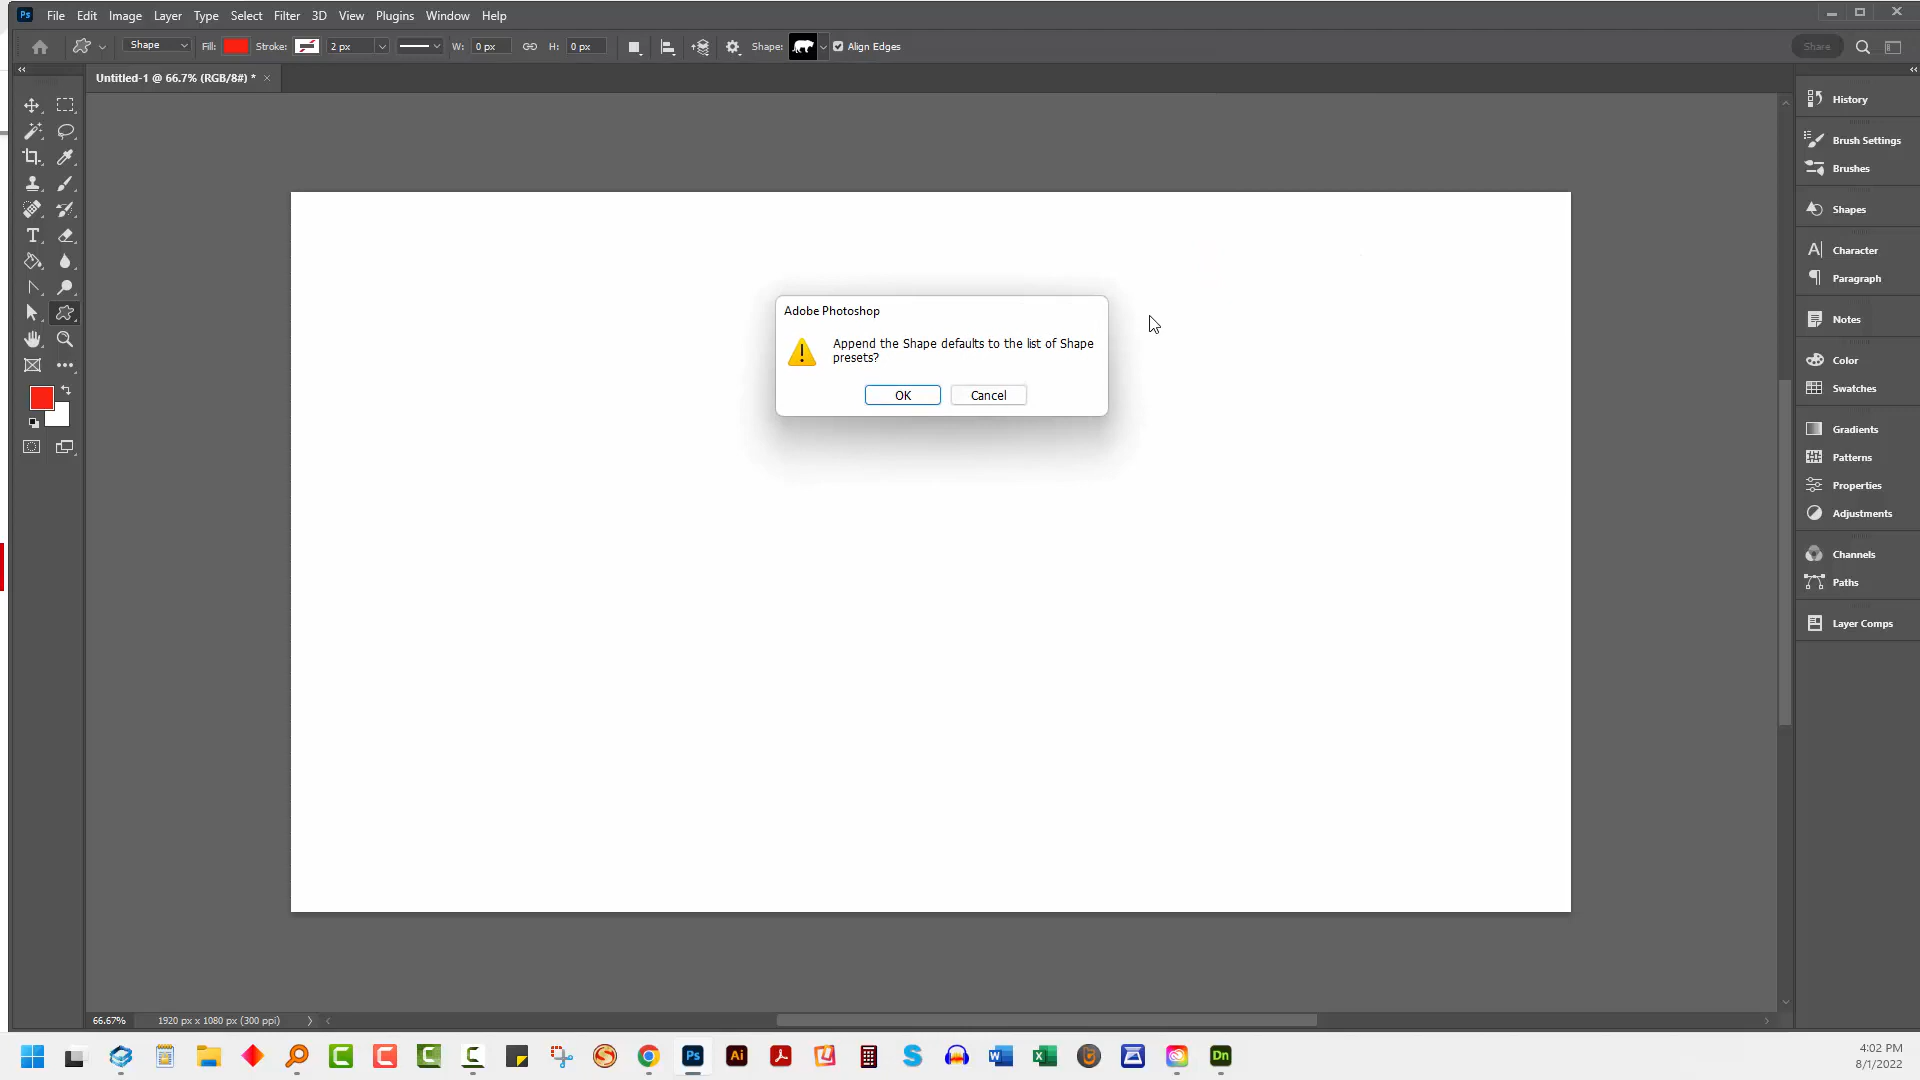 File Edit Image Layer Type Select Filter 3D View Plugins Window Help
Shape Fill: Stroke: 2 px W: 0 px H: 0 px Shape: Align Edges Share
Untitled-1 @ 66.7% (RGB/8#) * ×
History
Brush Settings
Brushes
Shapes
Character
Paragraph
Notes
Color
Swatches
Gradients
Patterns
Properties
Adjustments
Channels
Paths
Layer Comps
Adobe Photoshop
Append the Shape defaults to the list of Shape
presets?
OK Cancel
66.67% 1920 px x 1080 px (300 ppi)
4:02 PM
8/1/2022